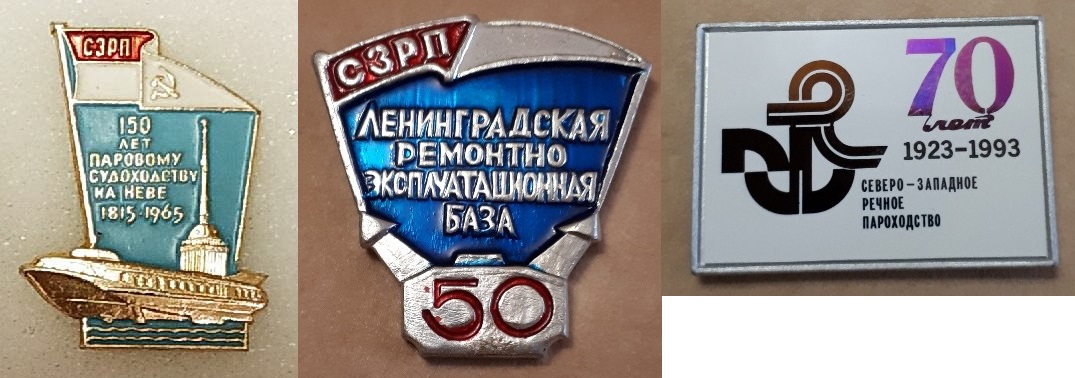 СЗРП
150
ЛЕТ
ПАРОВОМУ
СУДОХОДСТВУ
НА НЕВЕ
1815-1965
СЗРП
ЛЕНИНГРАДСКАЯ
РЕМОНТНО
ЭКСПЛУАТАЦИОННАЯ
БАЗА
50
70
лет
1923-1993
СЕВЕРО-ЗАПАДНОЕ
РЕЧНОЕ
ПАРОХОДСТВО